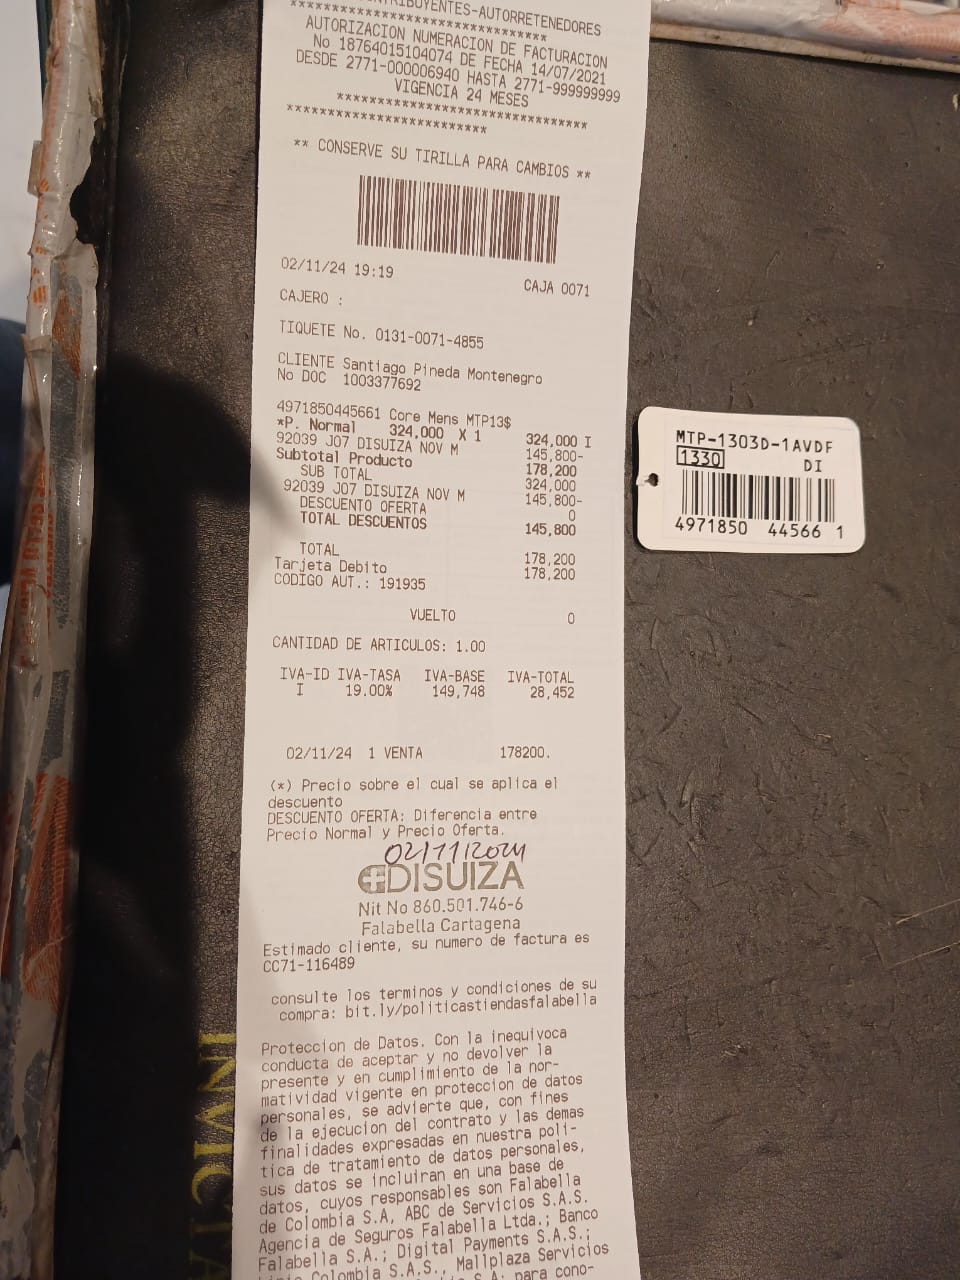 CONTRIBUYENTES-AUTORRETENEDORES
*********************************
AUTORIZACION NUMERACION DE FACTURACION
No 18764015104074 DE FECHA 14/07/2021
DESDE 2771-000006940 HASTA 2771-999999999
VIGENCIA 24 MESES
********************************
*************************
** CONSERVE SU TIRILLA PARA CAMBIOS **
02/11/24 19:19 CAJA 0071
CAJERO :
TIQUETE No. 0131-0071-4855
CLIENTE Santiago Pineda Montenegro
No DOC 1003377692
4971850445661 Core Mens MTP13$
*P. Normal 324,000 X 1 324,000 I
92039 J07 DISUIZA NOV M 145,800-
Subtotal Producto 178,200
SUB TOTAL 324,000
92039 J07 DISUIZA NOV M 145,800-
DESCUENTO OFERTA 0
TOTAL DESCUENTOS 145,800
TOTAL 178,200
Tarjeta Debito 178,200
CODIGO AUT.: 191935
VUELTO 0
CANTIDAD DE ARTICULOS: 1.00
IVA-ID IVA-TASA IVA-BASE IVA-TOTAL
I 19.00% 149,748 28,452
02/11/24 1 VENTA 178200.
(*) Precio sobre el cual se aplica el
descuento
DESCUENTO OFERTA: Diferencia entre
Precio Normal y Precio Oferta.
02/11/2024
DISUIZA
Nit No 860.501.746-6
Falabella Cartagena
Estimado cliente, su numero de factura es
CC71-116489
consulte los terminos y condiciones de su
compra: bit.ly/politicastiendasfalabella
Proteccion de Datos. Con la inequivoca
conducta de aceptar y no devolver la
presente y en cumplimiento de la nor-
matividad vigente en proteccion de datos
personales, se advierte que, con fines
de la ejecucion del contrato y las demas
finalidades expresadas en nuestra poli-
tica de tratamiento de datos personales,
sus datos se incluiran en una base de
datos, cuyos responsables son Falabella
de Colombia S.A, ABC de Servicios S.A.S.
Agencia de Seguros Falabella Ltda.; Banco
Falabella S.A.; Digital Payments S.A.S.;
Colombia S.A.S., Mallplaza Servicios
S.A; para cono-
MTP-1303D-1AVDF
1330 DI
4971850 44566 1
INVIC